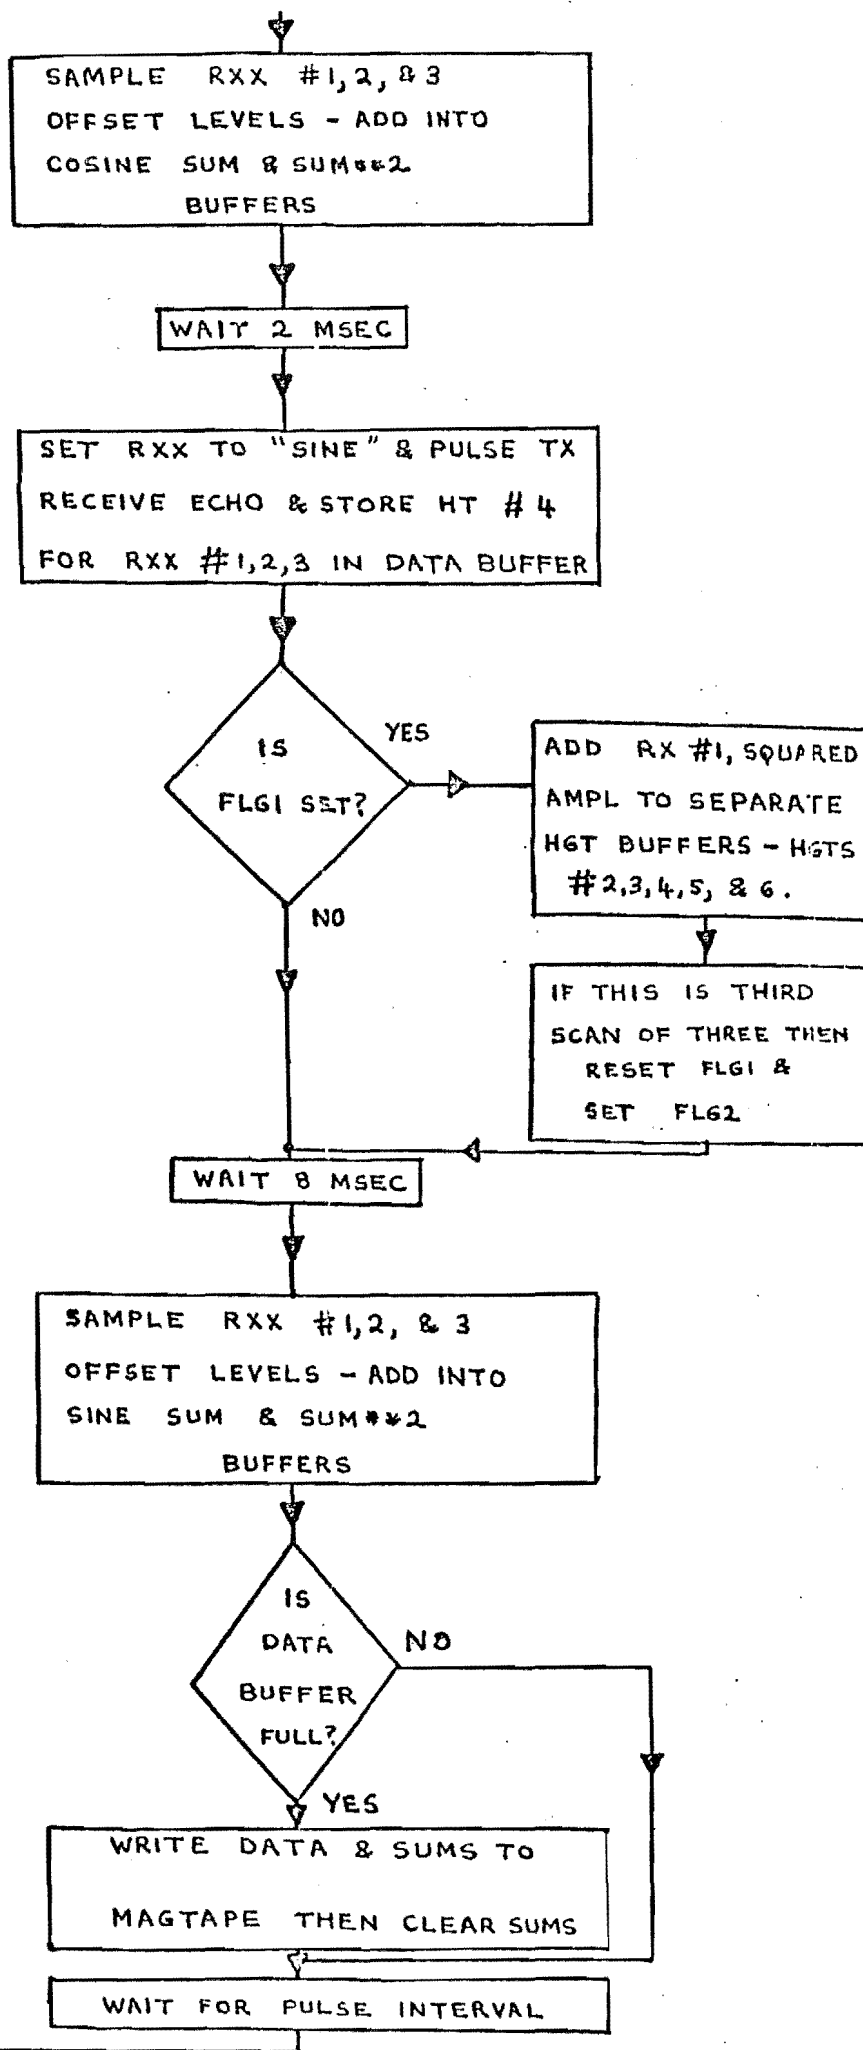 SAMPLE RXX #1,2, & 3
OFFSET LEVELS - ADD INTO
COSINE SUM & SUM**2
BUFFERS
WAIT 2 MSEC
SET RXX TO "SINE" & PULSE TX
RECEIVE ECHO & STORE HT #4
FOR RXX #1,2,3 IN DATA BUFFER
IS
FLG1 SET?
YES
NO
ADD RX #1, SQUARED
AMPL TO SEPARATE
HGT BUFFERS - HGTS
#2,3,4,5, & 6.
IF THIS IS THIRD
SCAN OF THREE THEN
RESET FLG1 &
SET FLG2
WAIT 8 MSEC
SAMPLE RXX #1,2, & 3
OFFSET LEVELS - ADD INTO
SINE SUM & SUM**2
BUFFERS
IS
DATA
BUFFER
FULL?
NO
YES
WRITE DATA & SUMS TO
MAGTAPE THEN CLEAR SUMS
WAIT FOR PULSE INTERVAL